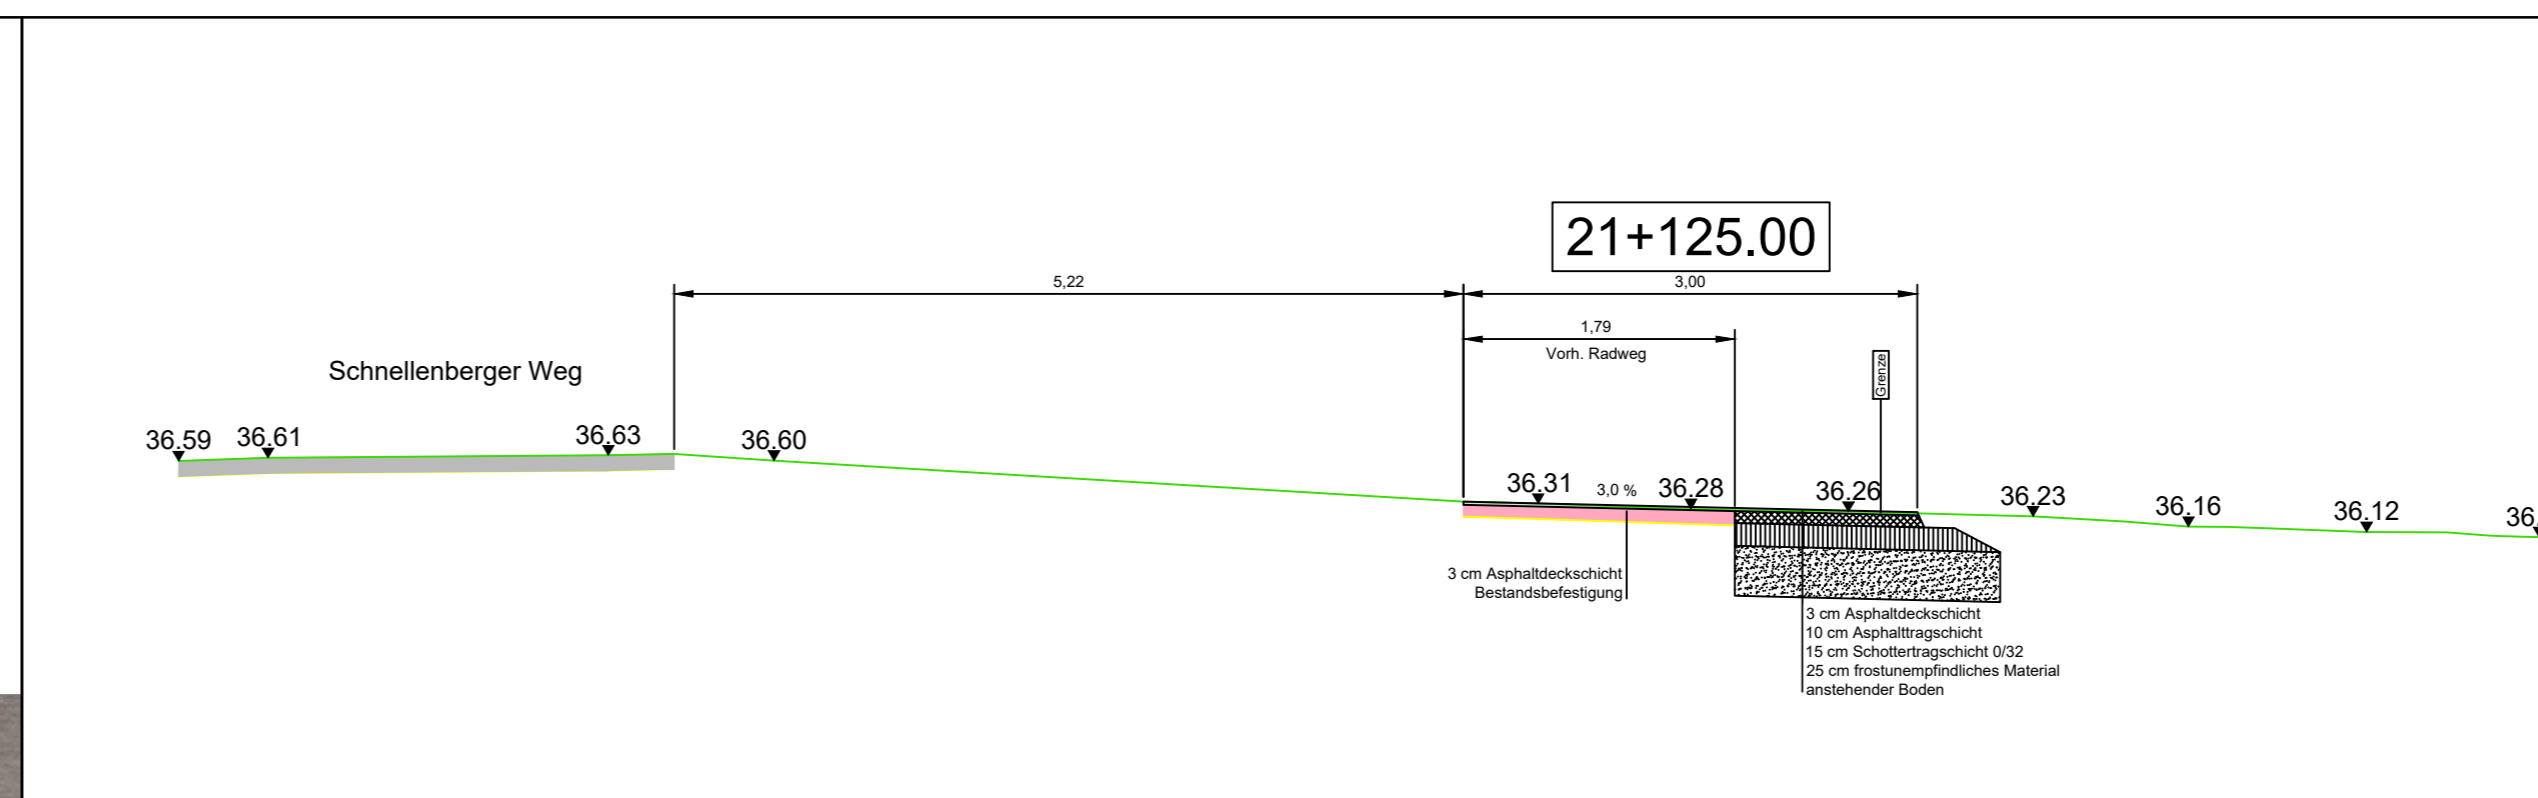 21+125.00
5,22
3,00
1,79
Vorh. Radweg
Grenze
Schnellenberger Weg
36.59
36.61
36.63
36.60
36.31
3,0 %
36.28
36.26
36.23
36.16
36.12
36.
3 cm Asphaltdeckschicht
Bestandsbefestigung
3 cm Asphaltdeckschicht
10 cm Asphalttragschicht
15 cm Schottertragschicht 0/32
25 cm frostunempfindliches Material
anstehender Boden